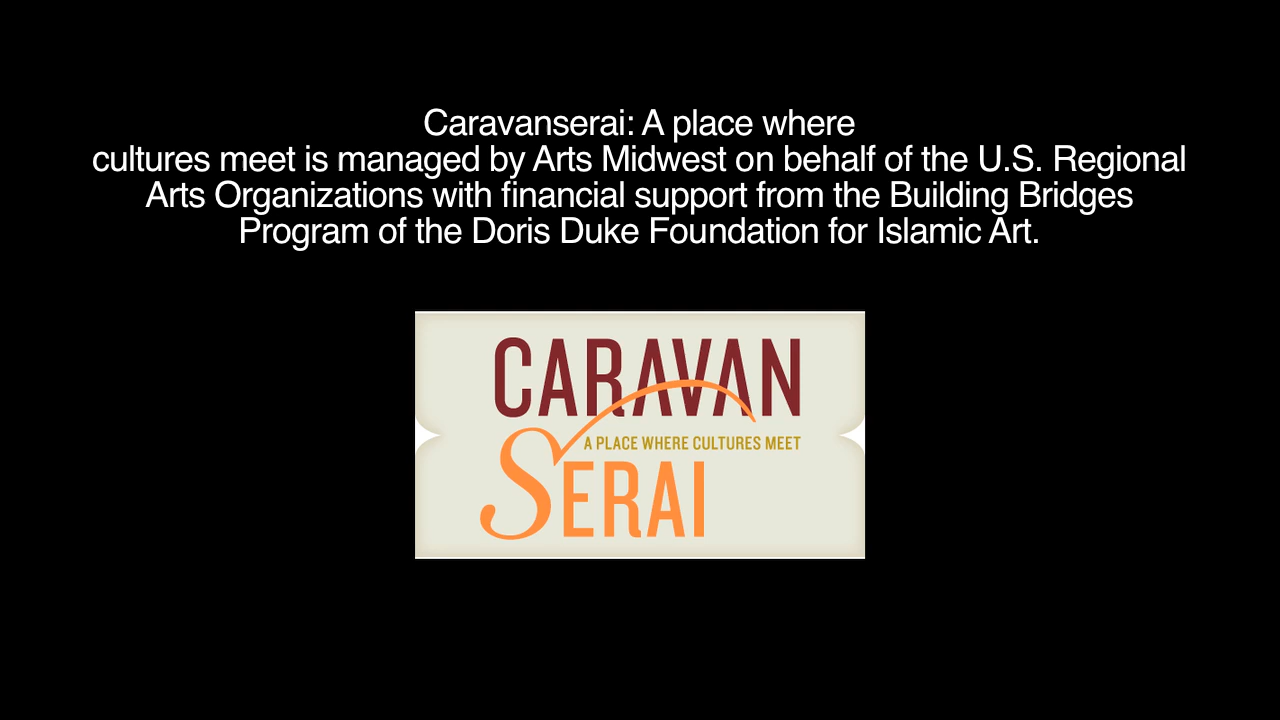 Caravanserai: A place where
cultures meet is managed by Arts Midwest on behalf of the U.S. Regional
Arts Organizations with financial support from the Building Bridges
Program of the Doris Duke Foundation for Islamic Art.
CARAVAN
A PLACE WHERE CULTURES MEET
SERAI